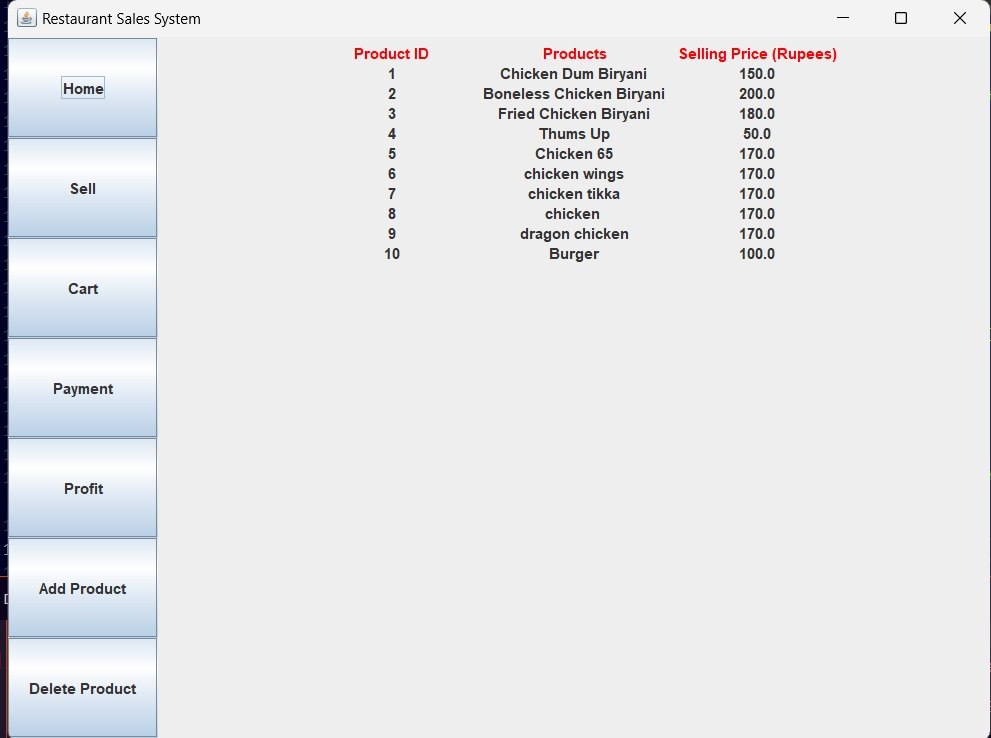 Restaurant Sales System
Home
Sell
Cart
Payment
Profit
Add Product
Delete Product
Product ID Products Selling Price (Rupees)
1 Chicken Dum Biryani 150.0
2 Boneless Chicken Biryani 200.0
3 Fried Chicken Biryani 180.0
4 Thums Up 50.0
5 Chicken 65 170.0
6 chicken wings 170.0
7 chicken tikka 170.0
8 chicken 170.0
9 dragon chicken 170.0
10 Burger 100.0